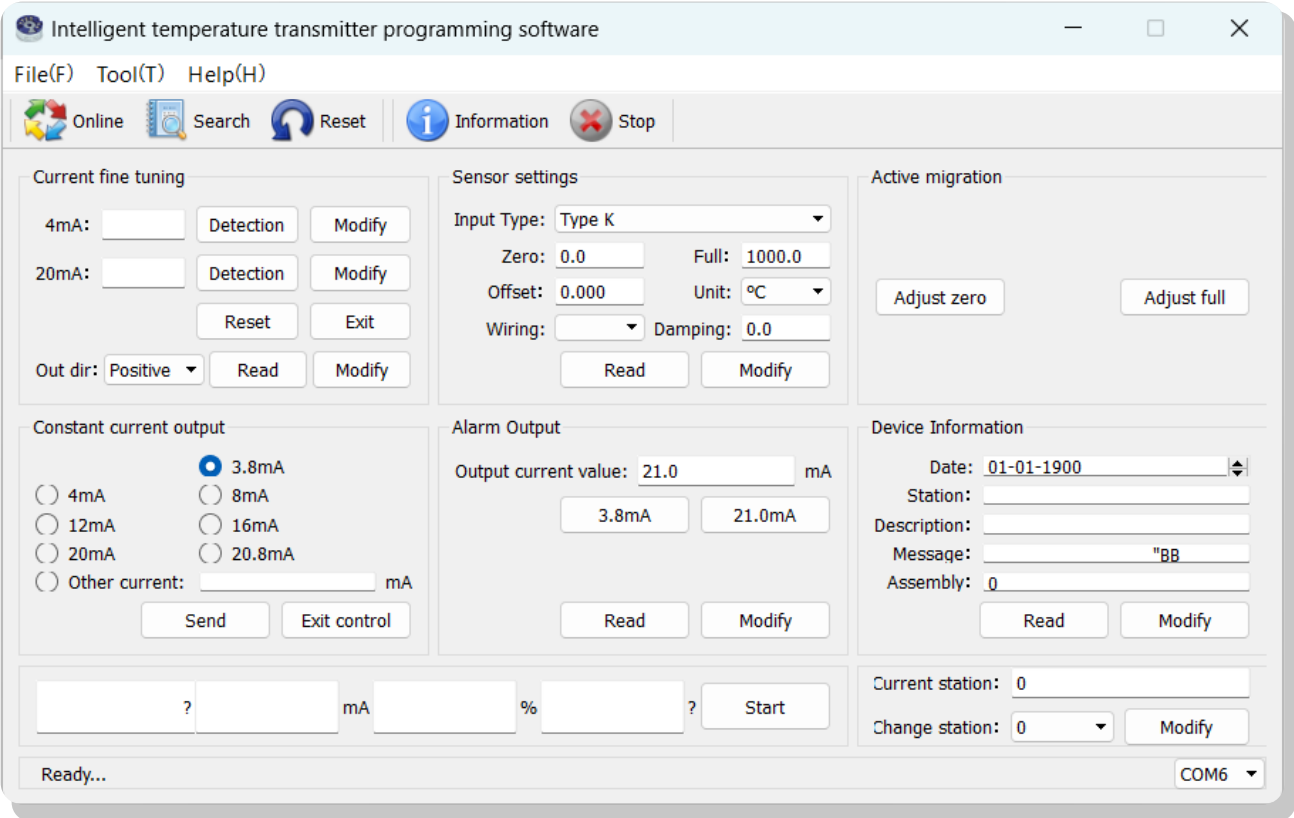 Intelligent temperature transmitter programming software
File(F) Tool(T) Help(H)
Online Search Reset Information Stop
Current fine tuning
4mA: Detection Modify
20mA: Detection Modify
Reset Exit
Out dir: Positive Read Modify
Sensor settings
Input Type: Type K
Zero: 0.0 Full: 1000.0
Offset: 0.000 Unit: ºC
Wiring: Damping: 0.0
Read Modify
Active migration
Adjust zero Adjust full
Constant current output
3.8mA
4mA 8mA
12mA 16mA
20mA 20.8mA
Other current: mA
Send Exit control
Alarm Output
Output current value: 21.0 mA
3.8mA 21.0mA
Read Modify
Device Information
Date: 01-01-1900
Station:
Description:
Message: "BB
Assembly: 0
Read Modify
? mA % ? Start
Current station: 0
Change station: 0 Modify
Ready... COM6